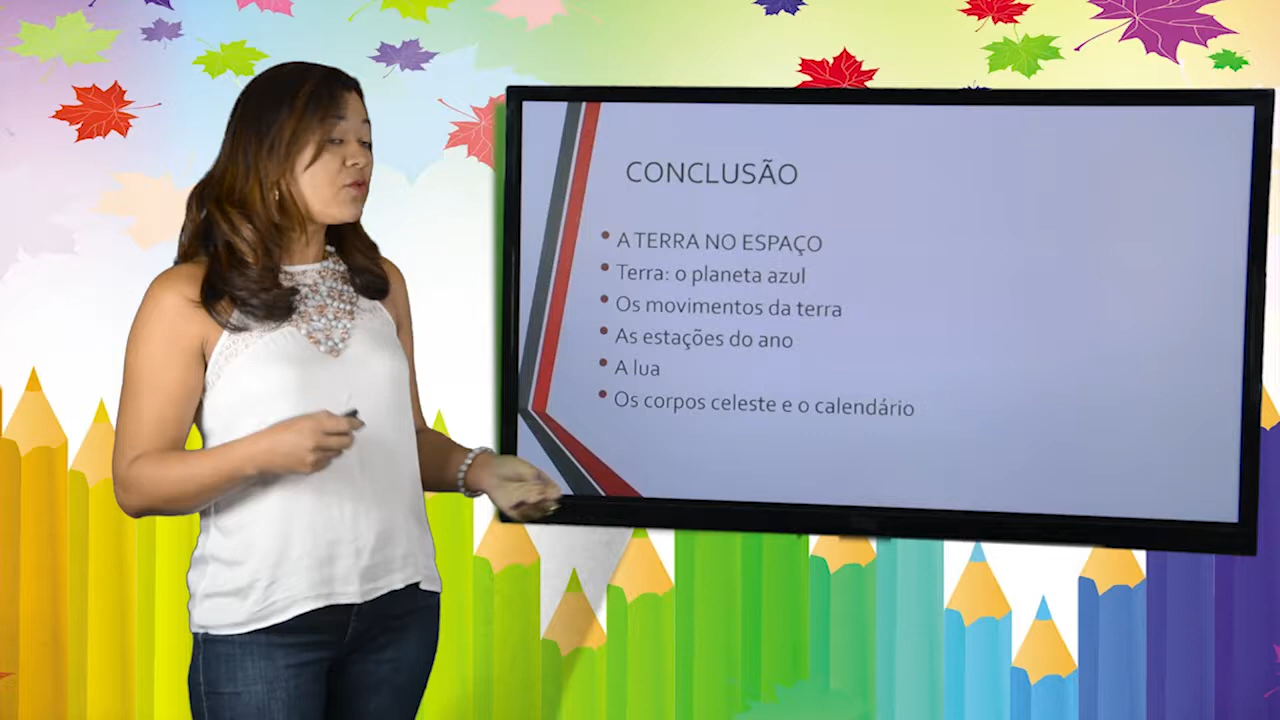 CONCLUSÃO
• A TERRA NO ESPAÇO
• Terra: o planeta azul
• Os movimentos da terra
• As estações do ano
• A lua
• Os corpos celeste e o calendário